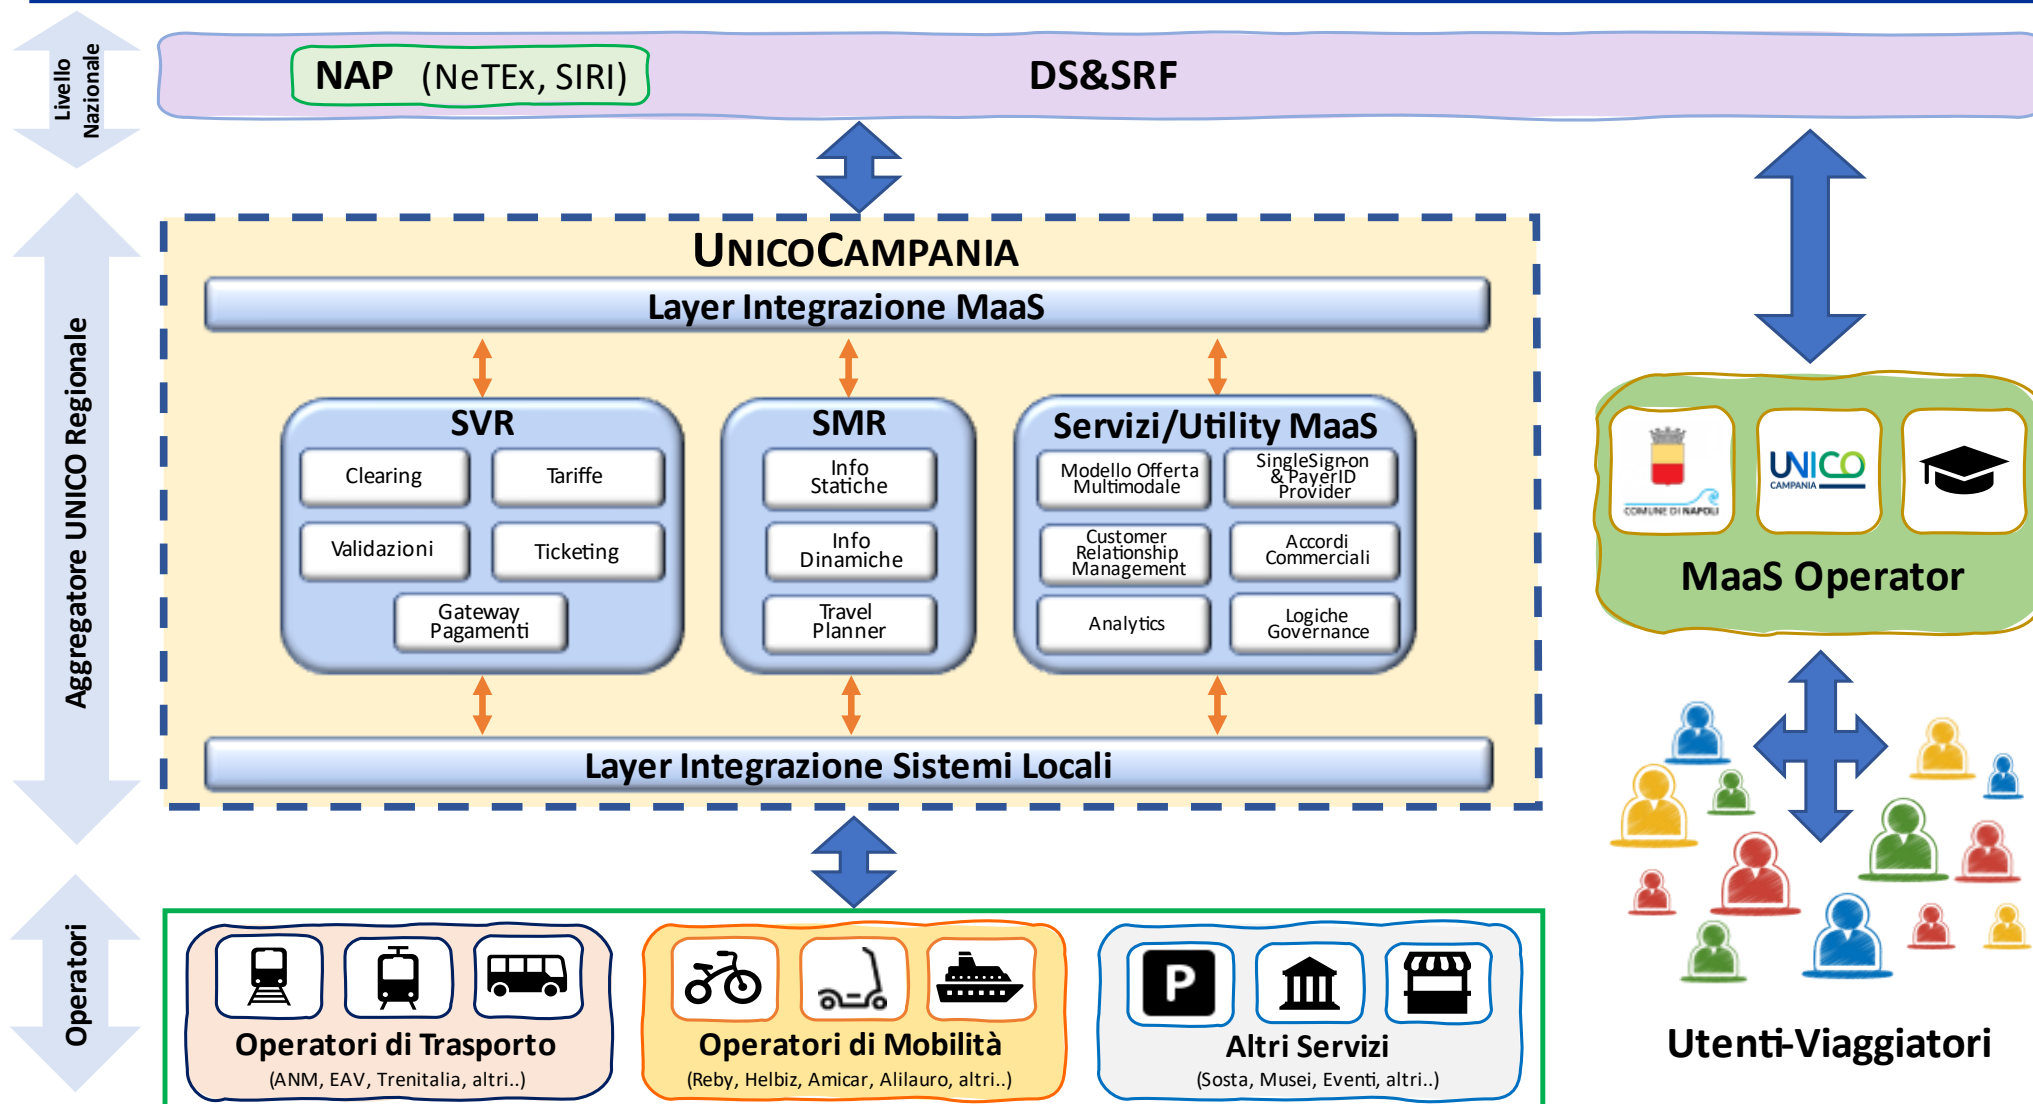 Livello
Nazionale
NAP (NeTEx, SIRI)
DS&SRF
Aggregatore UNICO Regionale
UNICOCAMPANIA
Layer Integrazione MaaS
SVR
Clearing
Tariffe
Validazioni
Ticketing
Gateway
Pagamenti
SMR
Info
Statiche
Info
Dinamiche
Travel
Planner
Servizi/Utility MaaS
Modello Offerta
Multimodale
SingleSign-on
& PayerID
Provider
Customer
Relationship
Management
Accordi
Commerciali
Analytics
Logiche
Governance
Layer Integrazione Sistemi Locali
COMUNE DI NAPOLI
UNICO
CAMPANIA
MaaS Operator
Operatori
Operatori di Trasporto
(ANM, EAV, Trenitalia, altri..)
Operatori di Mobilità
(Reby, Helbiz, Amicar, Alilauro, altri..)
P
Altri Servizi
(Sosta, Musei, Eventi, altri..)
Utenti-Viaggiatori